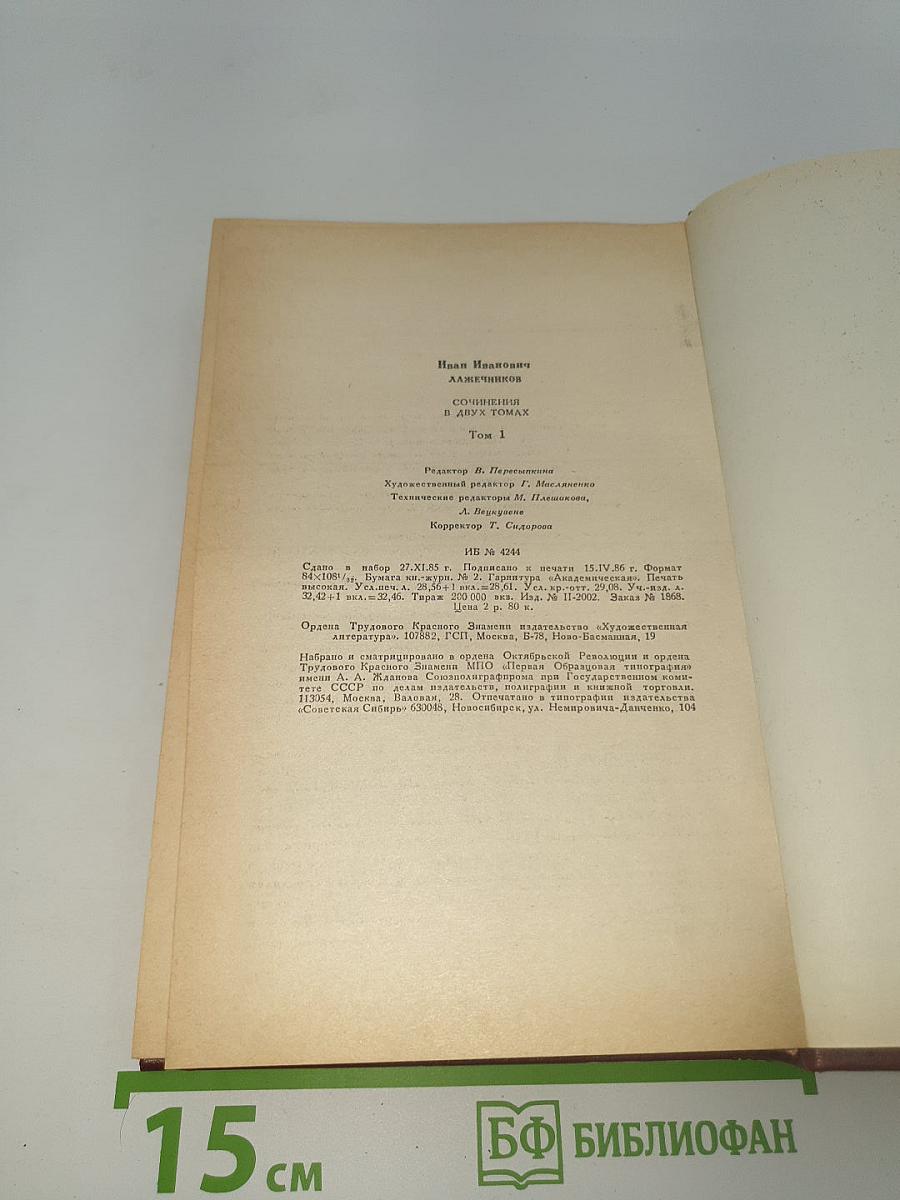 Иван Иванович
ЛАЖЕЧНИКОВ
СОЧИНЕНИЯ
В ДВУХ ТОМАХ
Том 1
Редактор В. Пересыпкина
Художественный редактор Г. Масляненко
Технические редакторы М. Плешакова,
Л. Вецкувене
Корректор Т. Сидорова
ИБ № 4244
Сдано в набор 27.XI.85 г. Подписано к печати 15.IV.86 г. Формат
84×108¹/₃₂. Бумага кн.-журн. № 2. Гарнитура «Академическая». Печать
высокая. Усл.печ. л. 28,56+1 вкл.=28,61. Усл. кр.-отт. 29,08. Уч.-изд. л.
32,42+1 вкл.=32,46. Тираж 200 000 экз. Изд. № II-2002. Заказ № 1868.
Цена 2 р. 80 к.
Ордена Трудового Красного Знамени издательство «Художественная
литература». 107882, ГСП, Москва, Б-78, Ново-Басманная, 19
Набрано и сматрицировано в ордена Октябрьской Революции и ордена
Трудового Красного Знамени МПО «Первая Образцовая типография»
имени А. А. Жданова Союзполиграфпрома при Государственном коми-
тете СССР по делам издательств, полиграфии и книжной торговли.
113054, Москва, Валовая, 28. Отпечатано в типографии издательства
«Советская Сибирь» 630048, Новосибирск, ул. Немировича-Данченко, 104
15 см
БФ БИБЛИОФАН